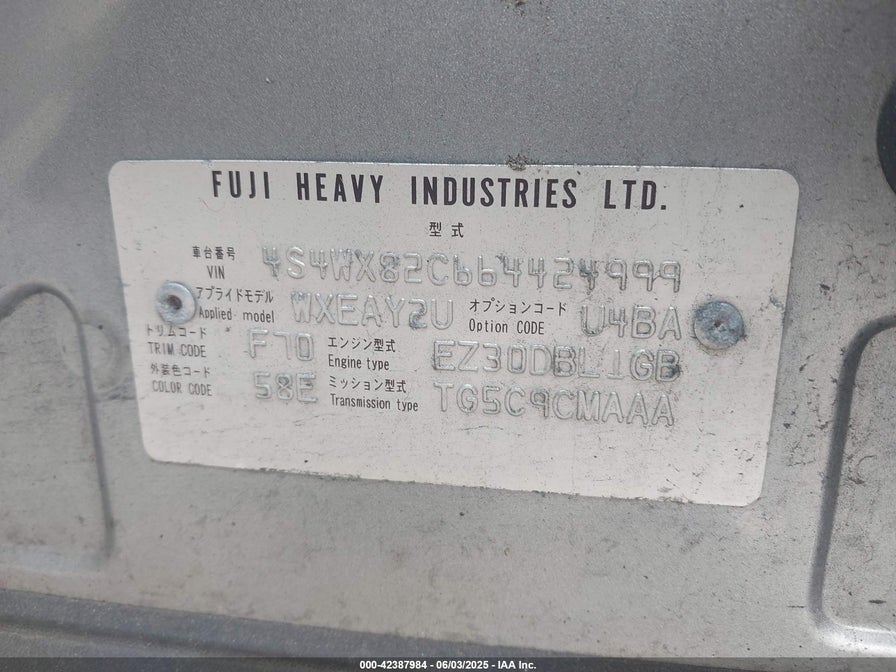 FUJI HEAVY INDUSTRIES LTD.
型式
車台番号
VIN 4S4WX82C664424999
アプライドモデル
Applied model WXEAY2U
オプションコード
Option CODE U4BA
トリムコード
TRIM CODE F70
エンジン型式
Engine type EZ30DBL1GB
外装色コード
COLOR CODE 58E
ミッション型式
Transmission type TG5C9CMAAA
000-42387984 | 06/03/2025 | IAA Inc.